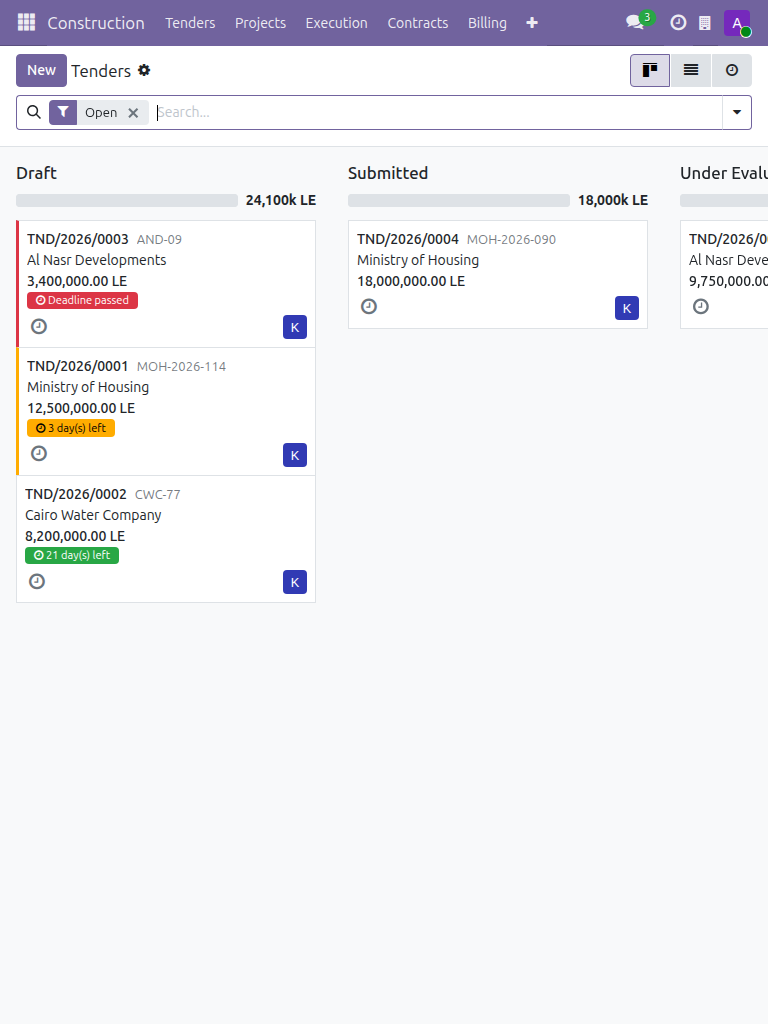 Construction Tenders Projects Execution Contracts Billing 3 A
New Tenders
Open Search...
Draft
24,100k LE
TND/2026/0003 AND-09
Al Nasr Developments
3,400,000.00 LE
Deadline passed
K
TND/2026/0001 MOH-2026-114
Ministry of Housing
12,500,000.00 LE
3 day(s) left
K
TND/2026/0002 CWC-77
Cairo Water Company
8,200,000.00 LE
21 day(s) left
K
Submitted
18,000k LE
TND/2026/0004 MOH-2026-090
Ministry of Housing
18,000,000.00 LE
K
Under Evalu
TND/2026/0
Al Nasr Deve
9,750,000.00